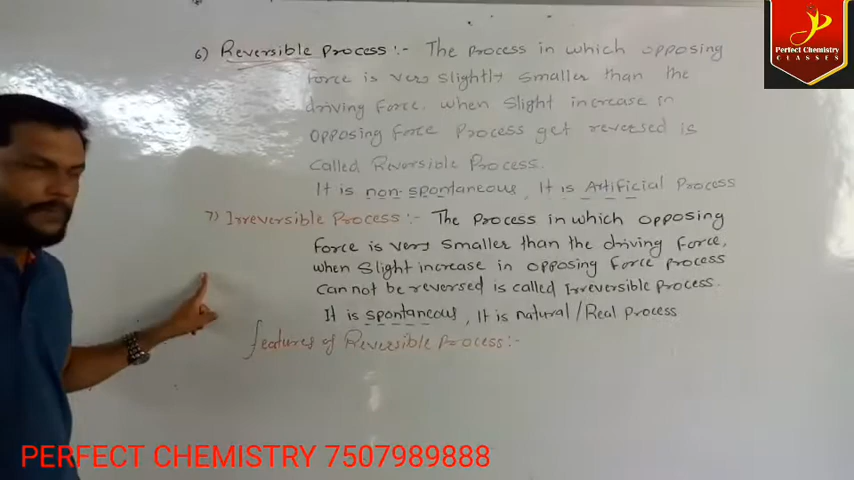 6) Reversible Process :- The Process in which opposing
force is very slightly smaller than the
driving force. when slight increase in
opposing force Process get reversed is
called Reversible Process.
It is non-spontaneous, It is Artificial Process
7) Irreversible Process :- The Process in which opposing
force is very smaller than the driving force,
when slight increase in opposing force process
can not be reversed is called Irreversible Process.
It is spontaneous, It is natural/Real Process
features of Reversible Process:-
Perfect Chemistry
CLASSES
PERFECT CHEMISTRY 7507989888